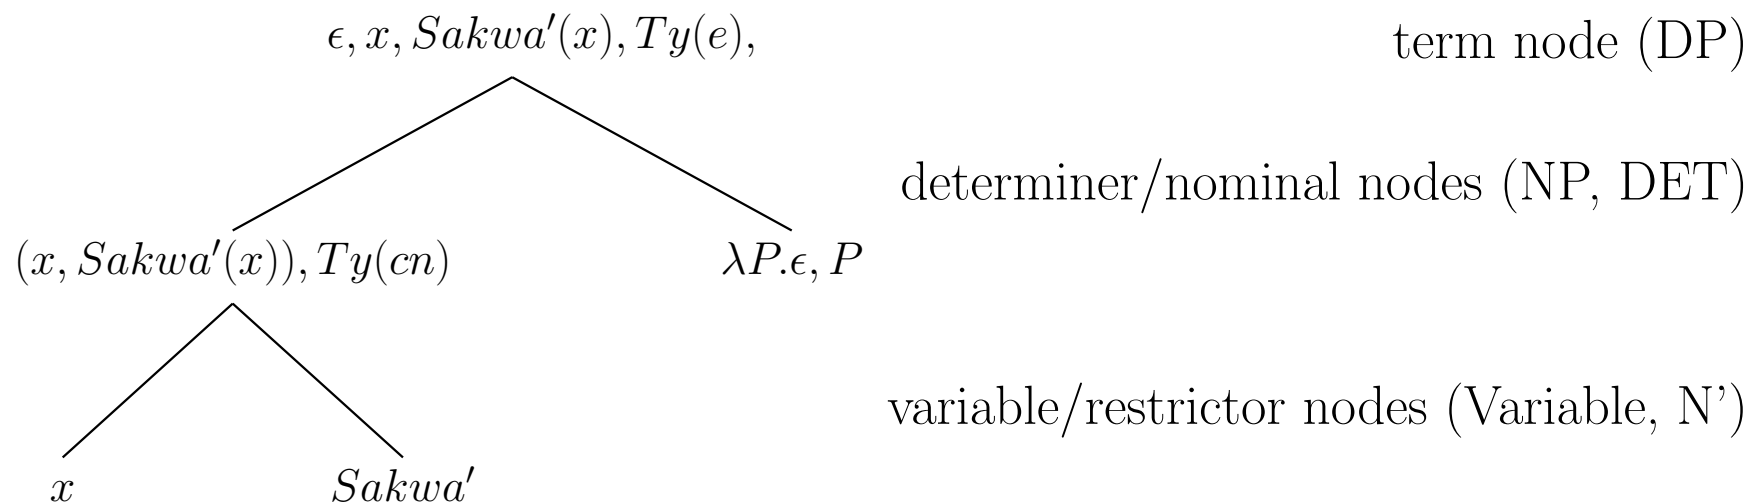 ϵ, x, Sakwa′(x), Ty(e), term node (DP)
determiner/nominal nodes (NP, DET)
(x, Sakwa′(x)), Ty(cn) λP.ϵ, P
variable/restrictor nodes (Variable, N’)
x Sakwa′